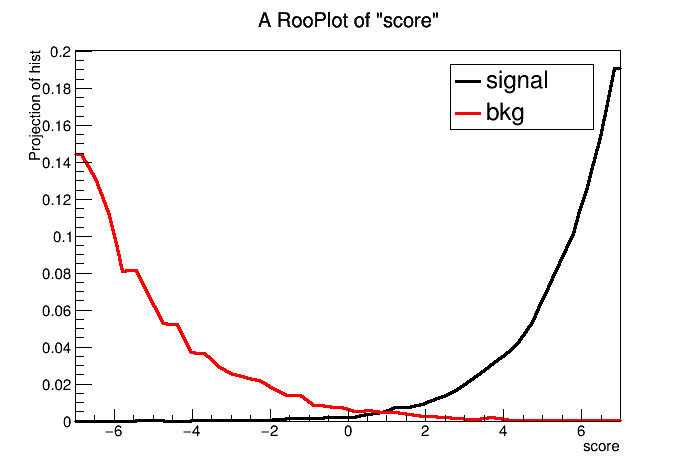 A RooPlot of "score"
Projection of hist
0.2
0.18
0.16
0.14
0.12
0.1
0.08
0.06
0.04
0.02
0
signal
bkg
−6 −4 −2 0 2 4 6
score